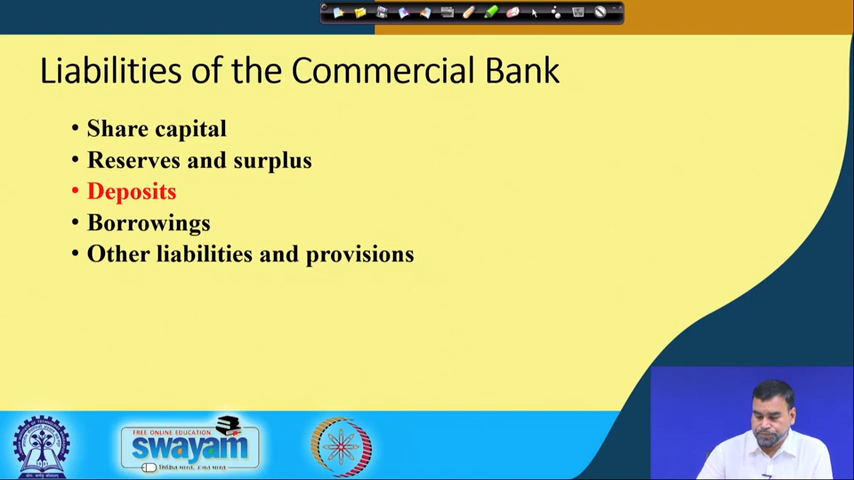 Liabilities of the Commercial Bank
• Share capital
• Reserves and surplus
• Deposits
• Borrowings
• Other liabilities and provisions
FREE ONLINE EDUCATION
swayam